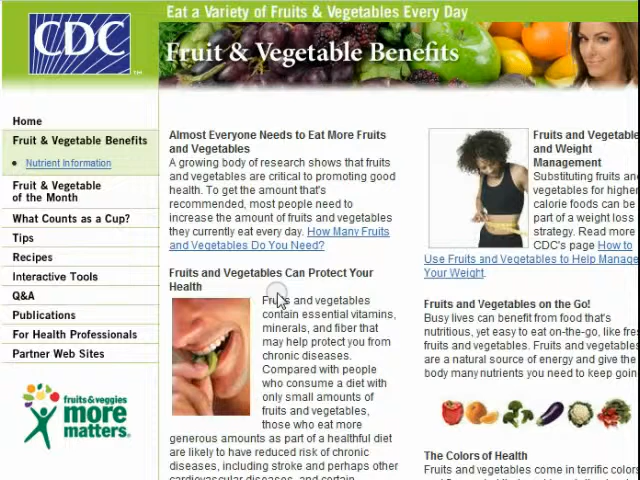 Eat a Variety of Fruits & Vegetables Every Day
CDC
TM
Fruit & Vegetable Benefits
Home
Fruit & Vegetable Benefits
Nutrient Information
Fruit & Vegetable
of the Month
What Counts as a Cup?
Tips
Recipes
Interactive Tools
Q&A
Publications
For Health Professionals
Partner Web Sites
fruits & veggies
more
matters.
Almost Everyone Needs to Eat More Fruits
and Vegetables
A growing body of research shows that fruits
and vegetables are critical to promoting good
health. To get the amount that's
recommended, most people need to
increase the amount of fruits and vegetables
they currently eat every day. How Many Fruits
and Vegetables Do You Need?
Fruits and Vegetables Can Protect Your
Health
Fruits and vegetables
contain essential vitamins,
minerals, and fiber that
may help protect you from
chronic diseases.
Compared with people
who consume a diet with
only small amounts of
fruits and vegetables,
those who eat more
generous amounts as part of a healthful diet
are likely to have reduced risk of chronic
diseases, including stroke and perhaps other
cardiovascular diseases, and certain
Fruits and Vegetable
and Weight
Management
Substituting fruits an
vegetables for higher
calorie foods can be
part of a weight loss
strategy. Read more
CDC's page How to
Use Fruits and Vegetables to Help Manage
Your Weight.
Fruits and Vegetables on the Go!
Busy lives can benefit from food that's
nutritious, yet easy to eat on-the-go, like fre
fruits and vegetables. Fruits and vegetables
are a natural source of energy and give the
body many nutrients you need to keep goin
The Colors of Health
Fruits and vegetables come in terrific colors